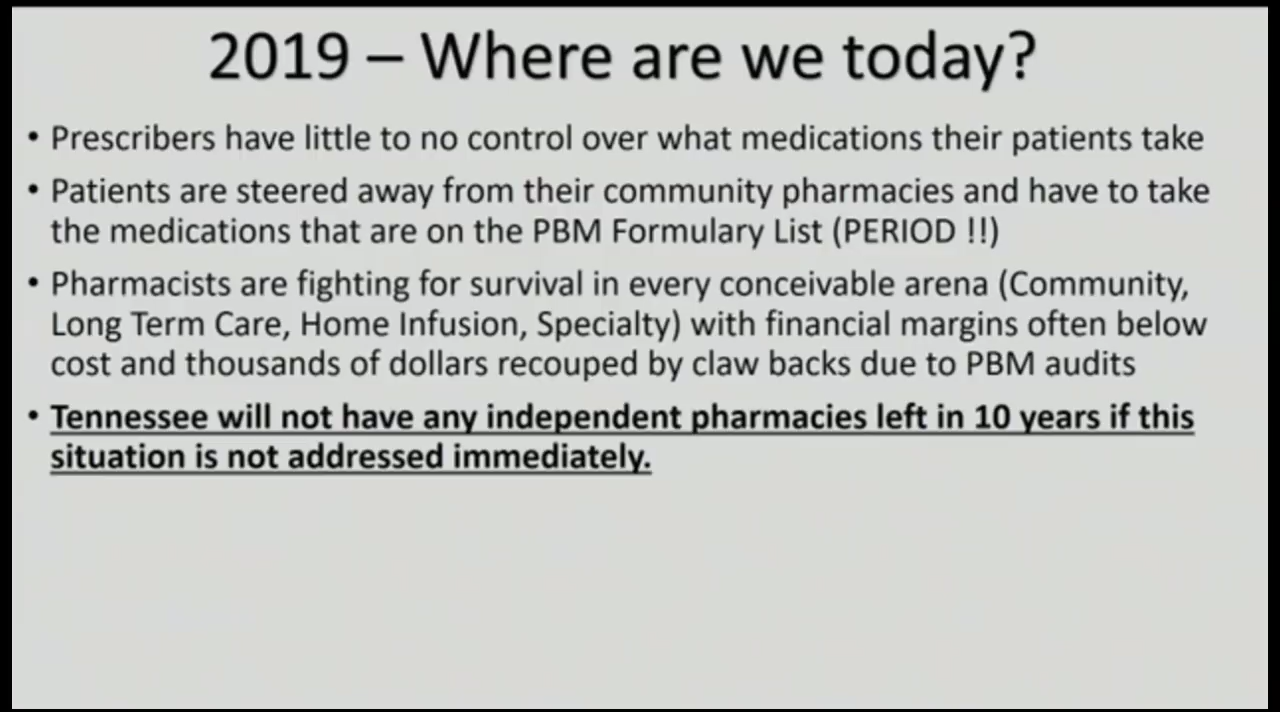 2019 – Where are we today?
• Prescribers have little to no control over what medications their patients take
• Patients are steered away from their community pharmacies and have to take
the medications that are on the PBM Formulary List (PERIOD !!)
• Pharmacists are fighting for survival in every conceivable arena (Community,
Long Term Care, Home Infusion, Specialty) with financial margins often below
cost and thousands of dollars recouped by claw backs due to PBM audits
• Tennessee will not have any independent pharmacies left in 10 years if this
situation is not addressed immediately.